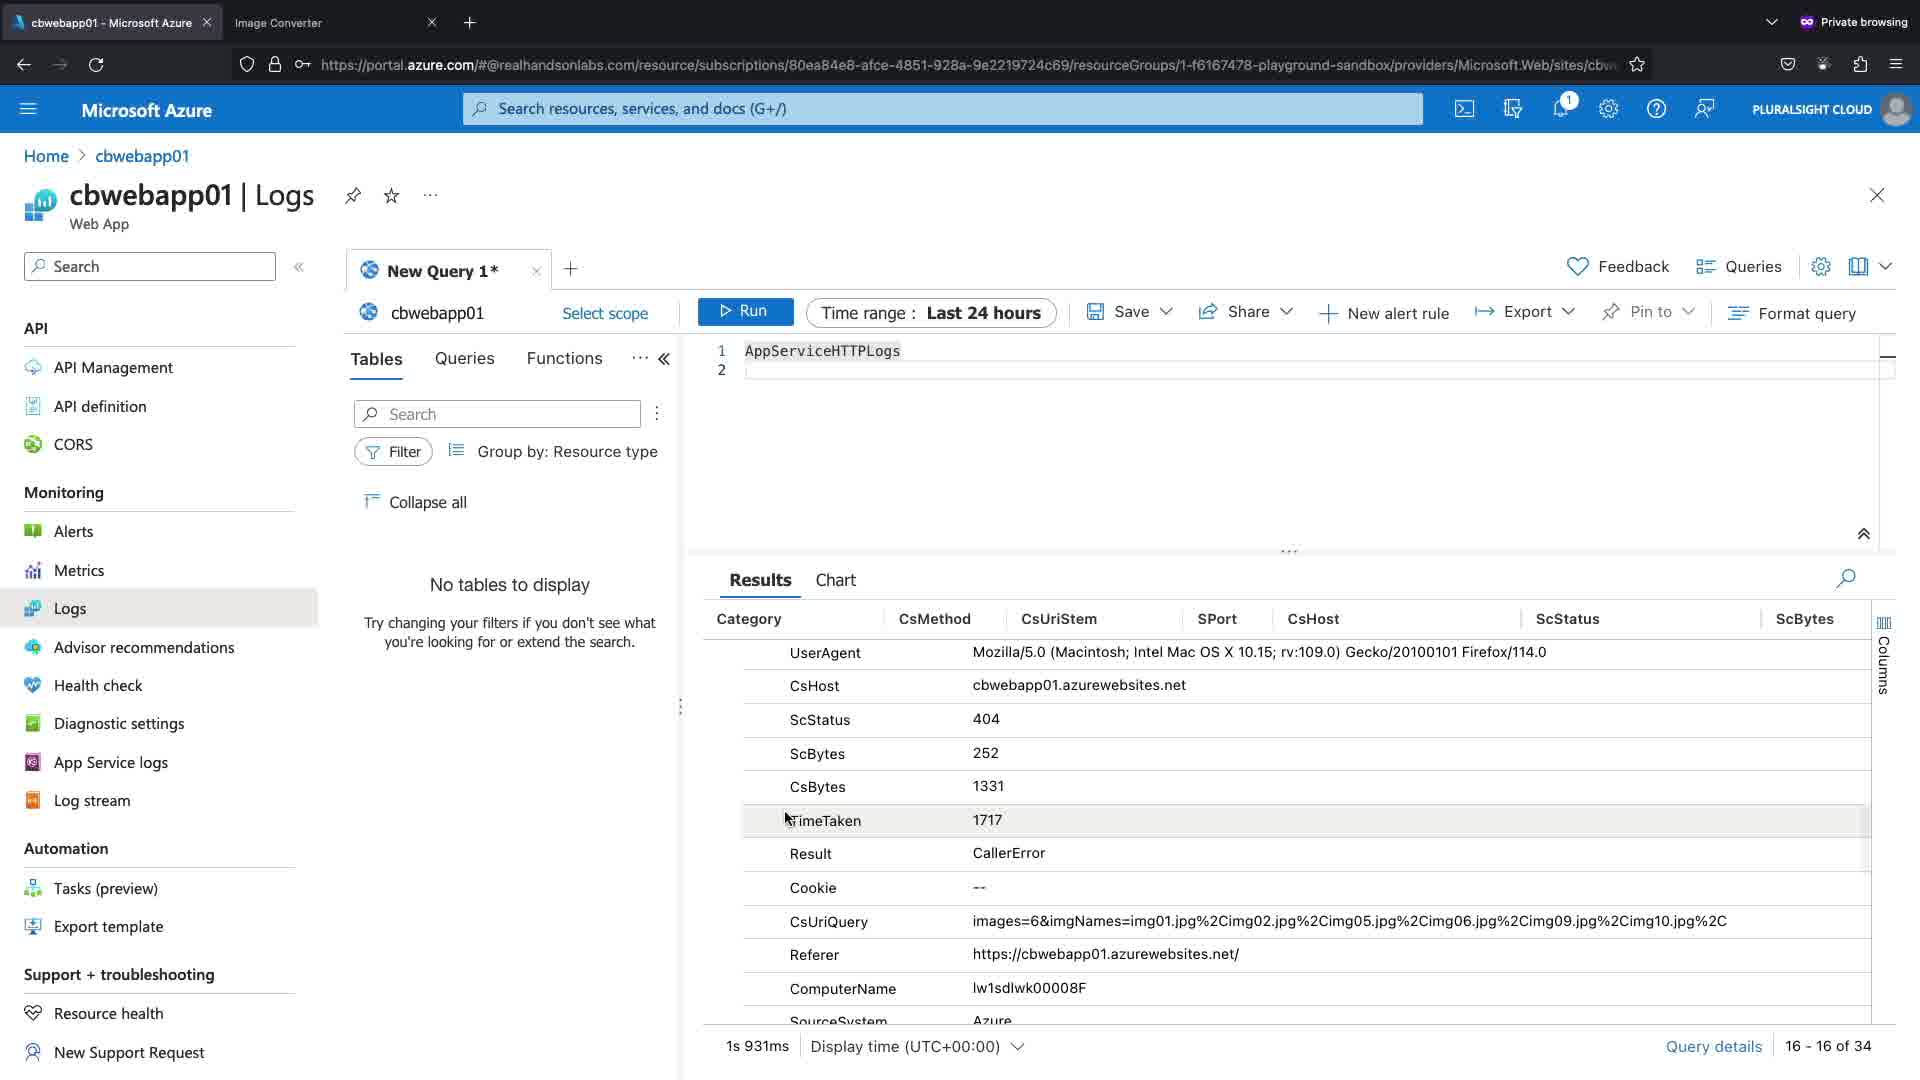 cbwebapp01 - Microsoft Azure
Image Converter
Private browsing
https://portal.azure.com/#@realhandsonlabs.com/resource/subscriptions/80ea84e8-afce-4851-928a-9e2219724c69/resourceGroups/1-f6167478-playground-sandbox/providers/Microsoft.Web/sites/cbw
Microsoft Azure
Search resources, services, and docs (G+/)
1
PLURALSIGHT CLOUD
Home > cbwebapp01
cbwebapp01 | Logs
Web App
Search
API
API Management
API definition
CORS
Monitoring
Alerts
Metrics
Logs
Advisor recommendations
Health check
Diagnostic settings
App Service logs
Log stream
Automation
Tasks (preview)
Export template
Support + troubleshooting
Resource health
New Support Request
New Query 1*
Feedback
Queries
cbwebapp01
Select scope
Run
Time range : Last 24 hours
Save
Share
New alert rule
Export
Pin to
Format query
Tables
Queries
Functions
Search
Filter
Group by: Resource type
Collapse all
No tables to display
Try changing your filters if you don't see what
you're looking for or extend the search.
1 AppServiceHTTPLogs
2
Results
Chart
Category CsMethod CsUriStem SPort CsHost ScStatus ScBytes
UserAgent Mozilla/5.0 (Macintosh; Intel Mac OS X 10.15; rv:109.0) Gecko/20100101 Firefox/114.0
CsHost cbwebapp01.azurewebsites.net
ScStatus 404
ScBytes 252
CsBytes 1331
TimeTaken 1717
Result CallerError
Cookie --
CsUriQuery images=6&imgNames=img01.jpg%2Cimg02.jpg%2Cimg05.jpg%2Cimg06.jpg%2Cimg09.jpg%2Cimg10.jpg%2C
Referer https://cbwebapp01.azurewebsites.net/
ComputerName lw1sdlwk00008F
SourceSystem Azure
Columns
1s 931ms
Display time (UTC+00:00)
Query details
16 - 16 of 34